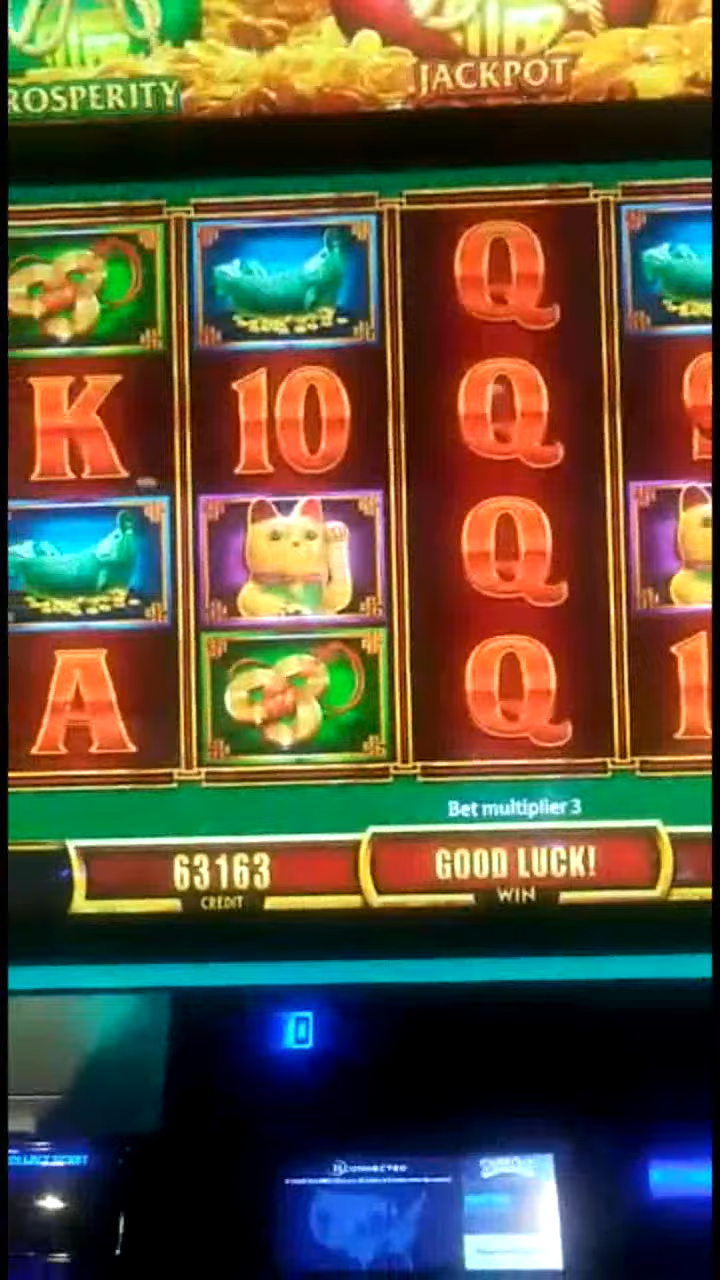 ROSPERITY
JACKPOT
Q
K
10
Q
Q
A
Q
Bet multiplier 3
63163
GOOD LUCK!
CREDIT
WIN
0